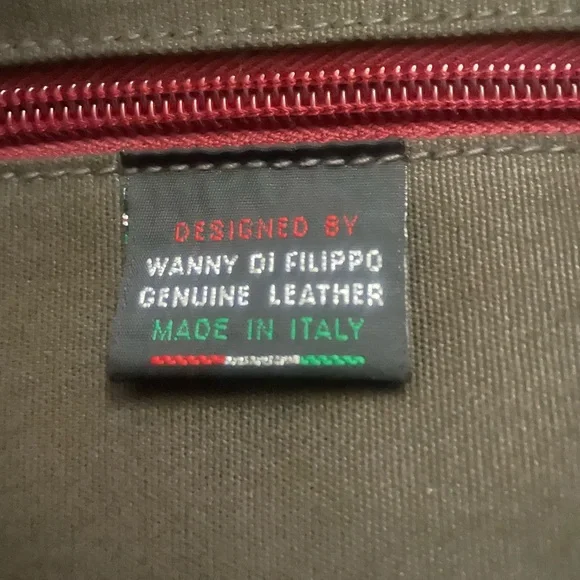 DESIGNED BY
WANNY DI FILIPPO
GENUINE LEATHER
MADE IN ITALY